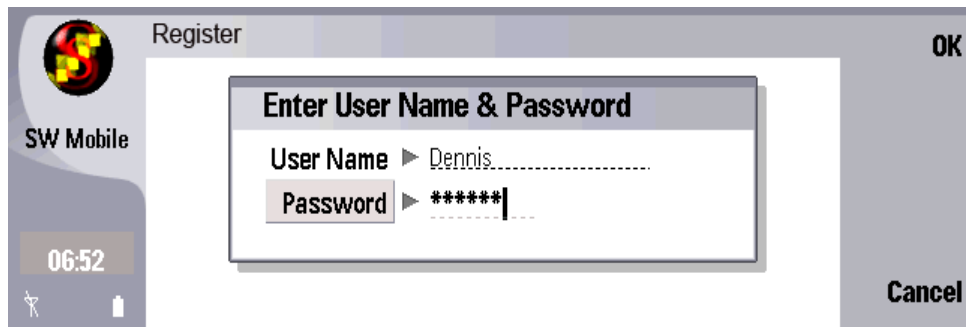 Register
OK
SW Mobile
Enter User Name & Password
User Name Dennis
Password ******
06:52
Cancel